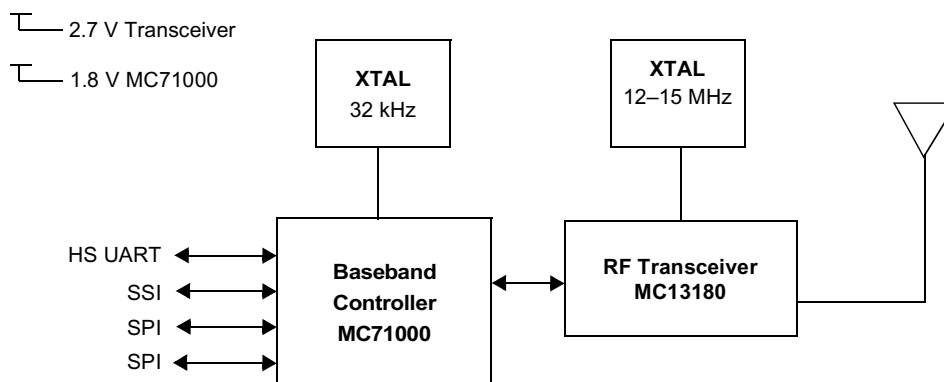 2.7 V Transceiver
1.8 V MC71000
XTAL
32 kHz
XTAL
12–15 MHz
HS UART
SSI
SPI
SPI
Baseband
Controller
MC71000
RF Transceiver
MC13180